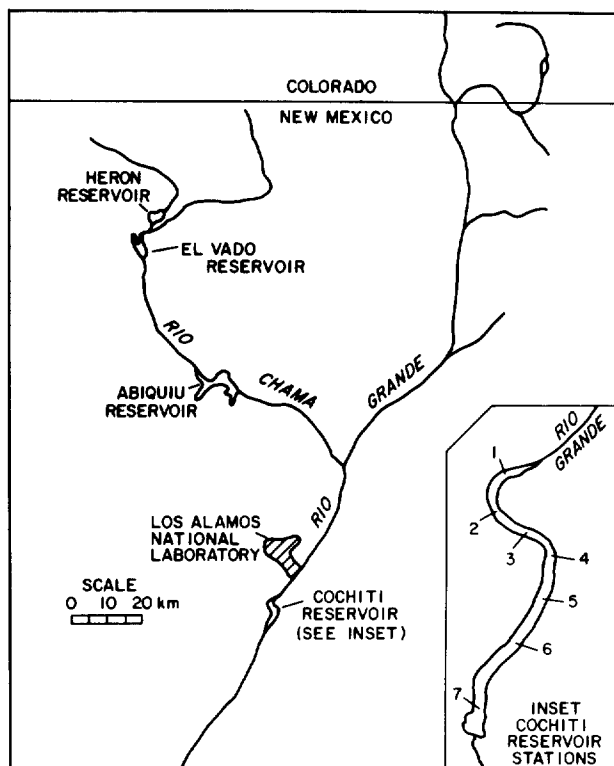 COLORADO
NEW MEXICO
HERON
RESERVOIR
EL VADO
RESERVOIR
RIO
CHAMA
ABIQUIU
RESERVOIR
GRANDE
RIO
LOS ALAMOS
NATIONAL
LABORATORY
SCALE
0 10 20 km
COCHITI
RESERVOIR
(SEE INSET)
RIO
GRANDE
1
2
3
4
5
6
7
INSET
COCHITI
RESERVOIR
STATIONS